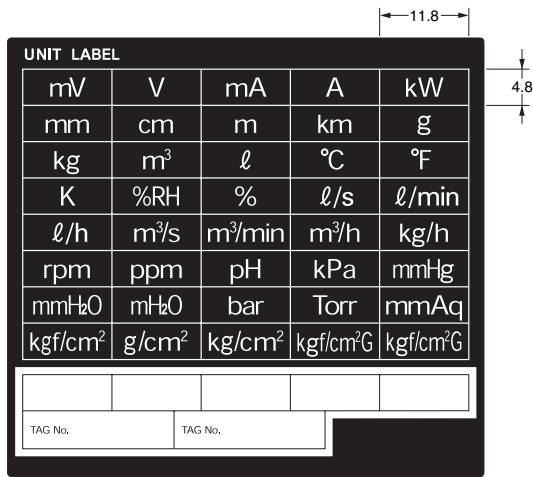 11.8
UNIT LABEL
mV V mA A kW
4.8
mm cm m km g
kg m³ ℓ °C °F
K %RH % ℓ/s ℓ/min
ℓ/h m³/s m³/min m³/h kg/h
rpm ppm pH kPa mmHg
mmH₂O mH₂O bar Torr mmAq
kgf/cm² g/cm² kg/cm² kgf/cm²G kgf/cm²G
TAG No. TAG No.